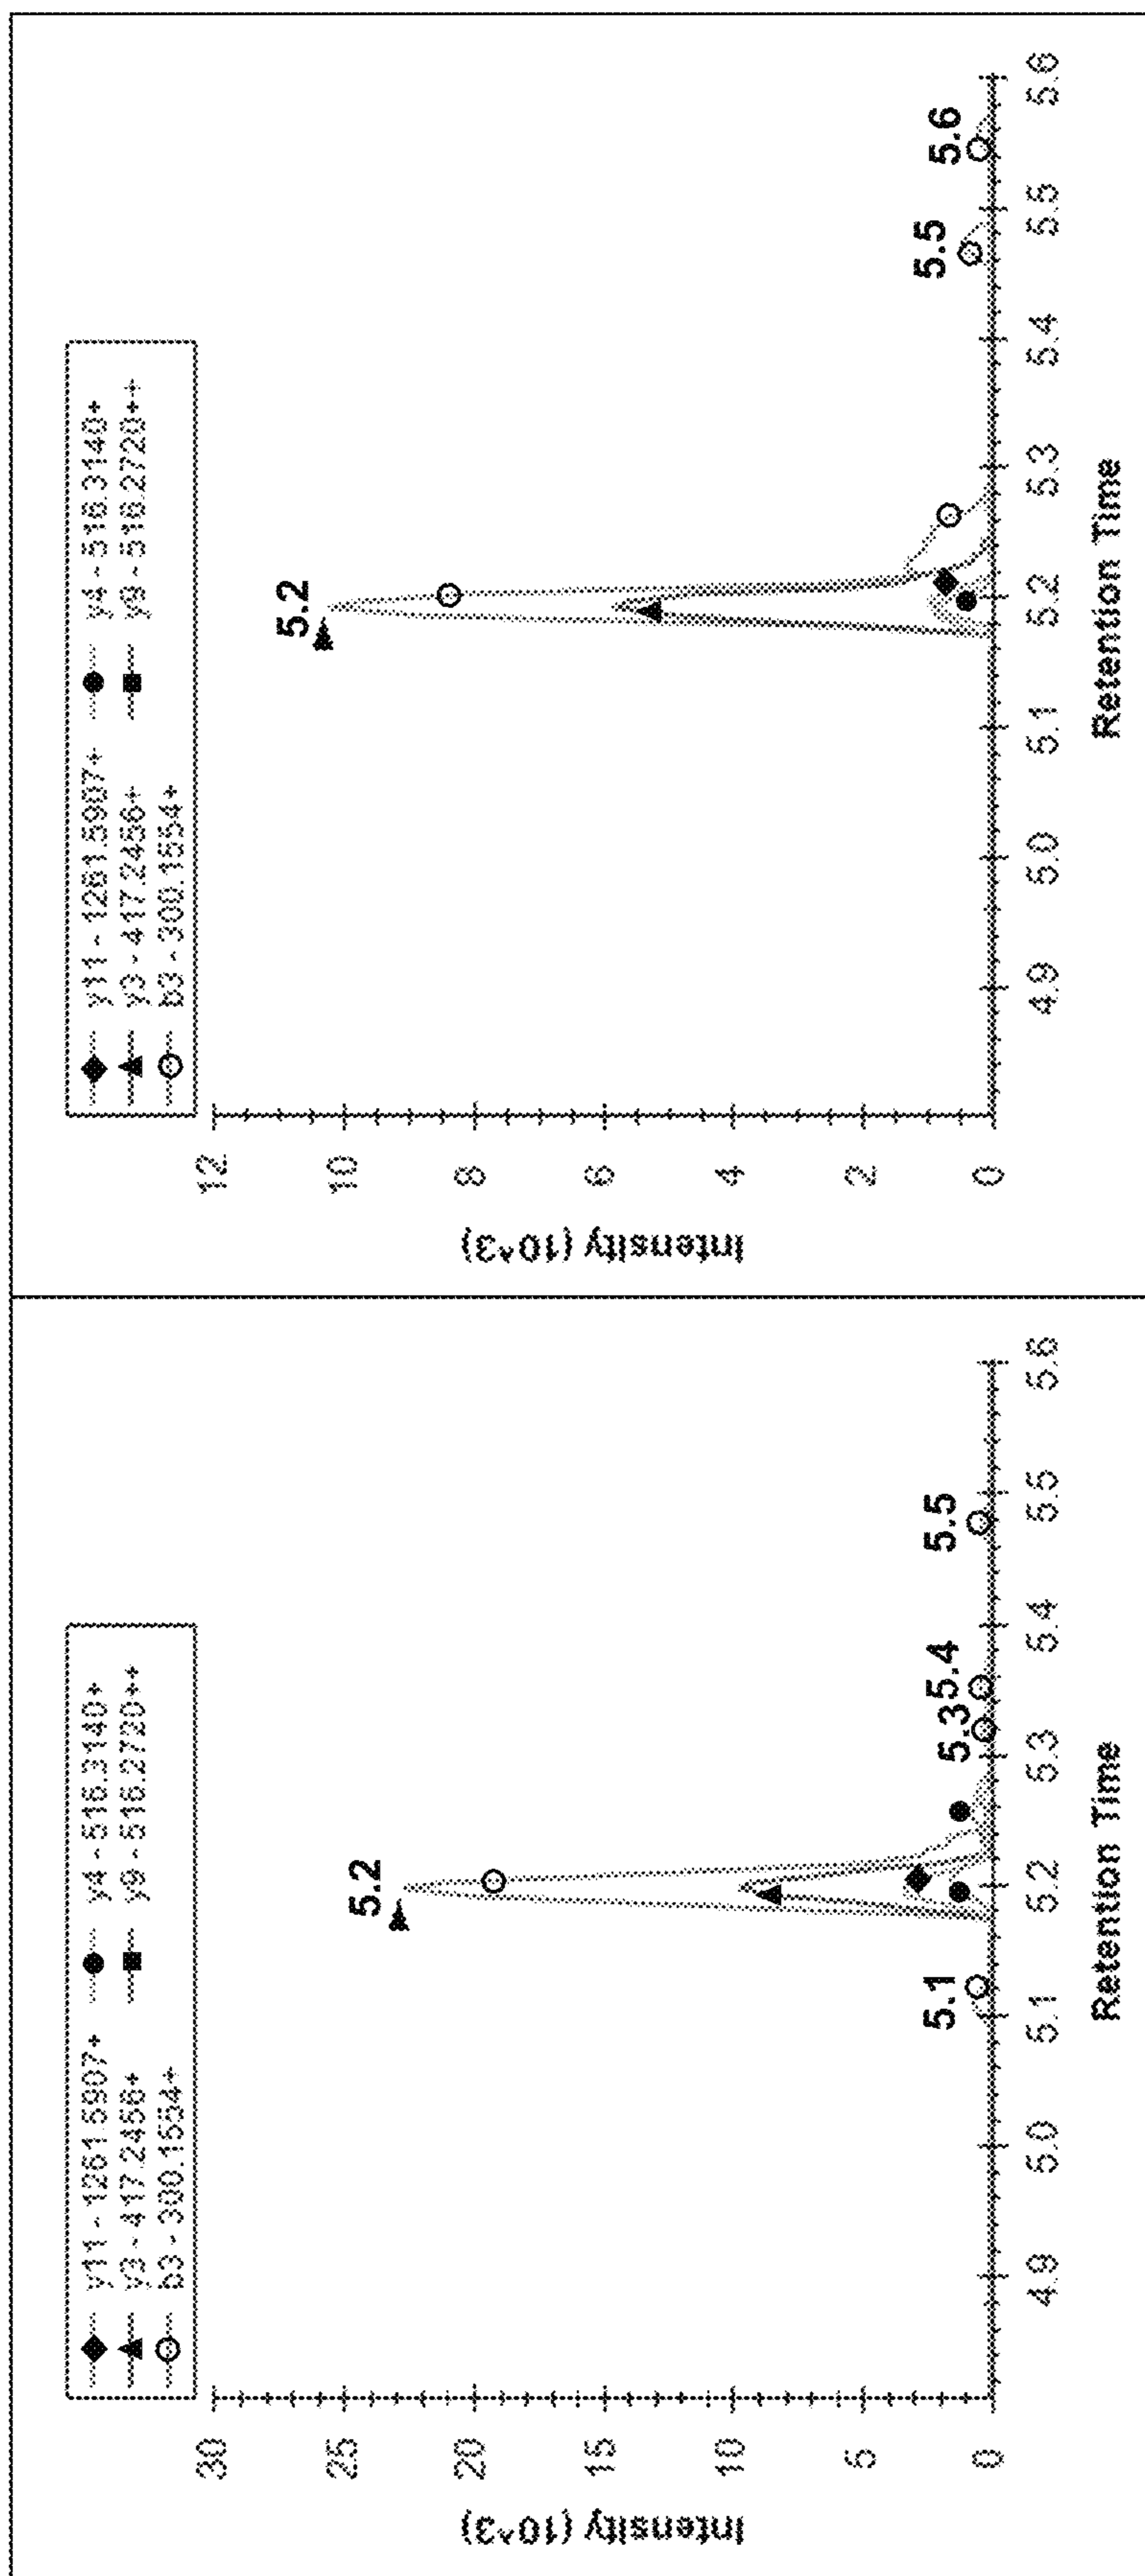 y11 - 1261.5907+ y4 - 516.3140+
y3 - 417.2456+ y9 - 516.2720++
b3 - 300.1554+
30
25
20
15
10
5
0
Intensity (10^3)
5.2
5.1
5.3
5.4
5.5
4.9 5.0 5.1 5.2 5.3 5.4 5.5 5.6
Retention Time
y11 - 1261.5907+ y4 - 516.3140+
y3 - 417.2456+ y9 - 516.2720++
b3 - 300.1554+
12
10
8
6
4
2
0
Intensity (10^3)
5.2
5.5
5.6
4.9 5.0 5.1 5.2 5.3 5.4 5.5 5.6
Retention Time